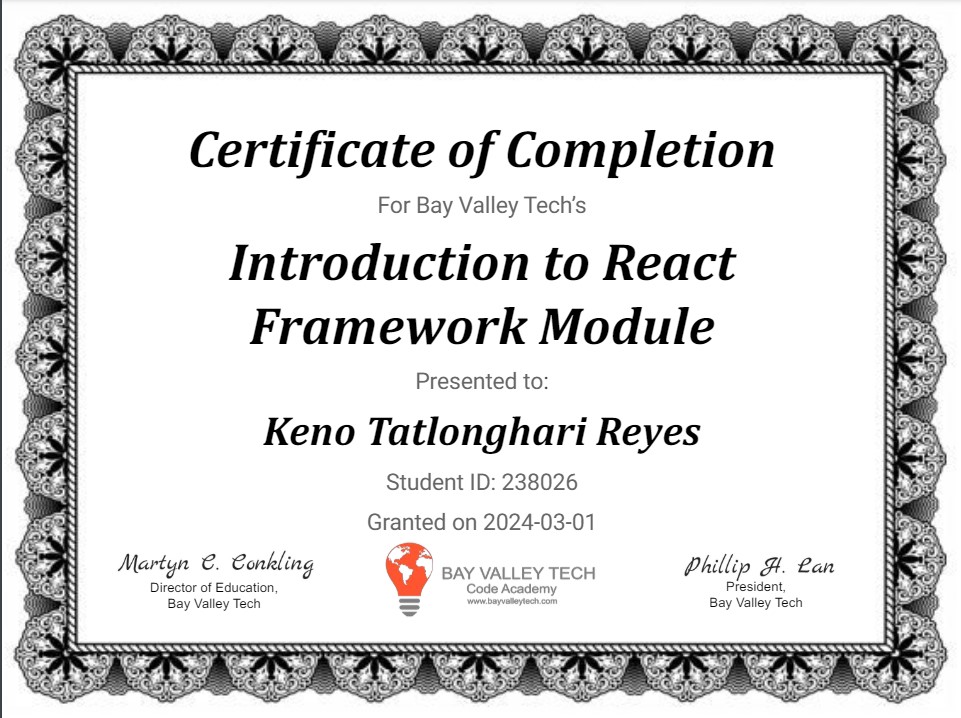 Certificate of Completion
For Bay Valley Tech’s
Introduction to React
Framework Module
Presented to:
Keno Tatlonghari Reyes
Student ID: 238026
Granted on 2024-03-01
Martyn C. Conkling
Director of Education,
Bay Valley Tech
BAY VALLEY TECH
Code Academy
www.bayvalleytech.com
Phillip H. Lan
President,
Bay Valley Tech